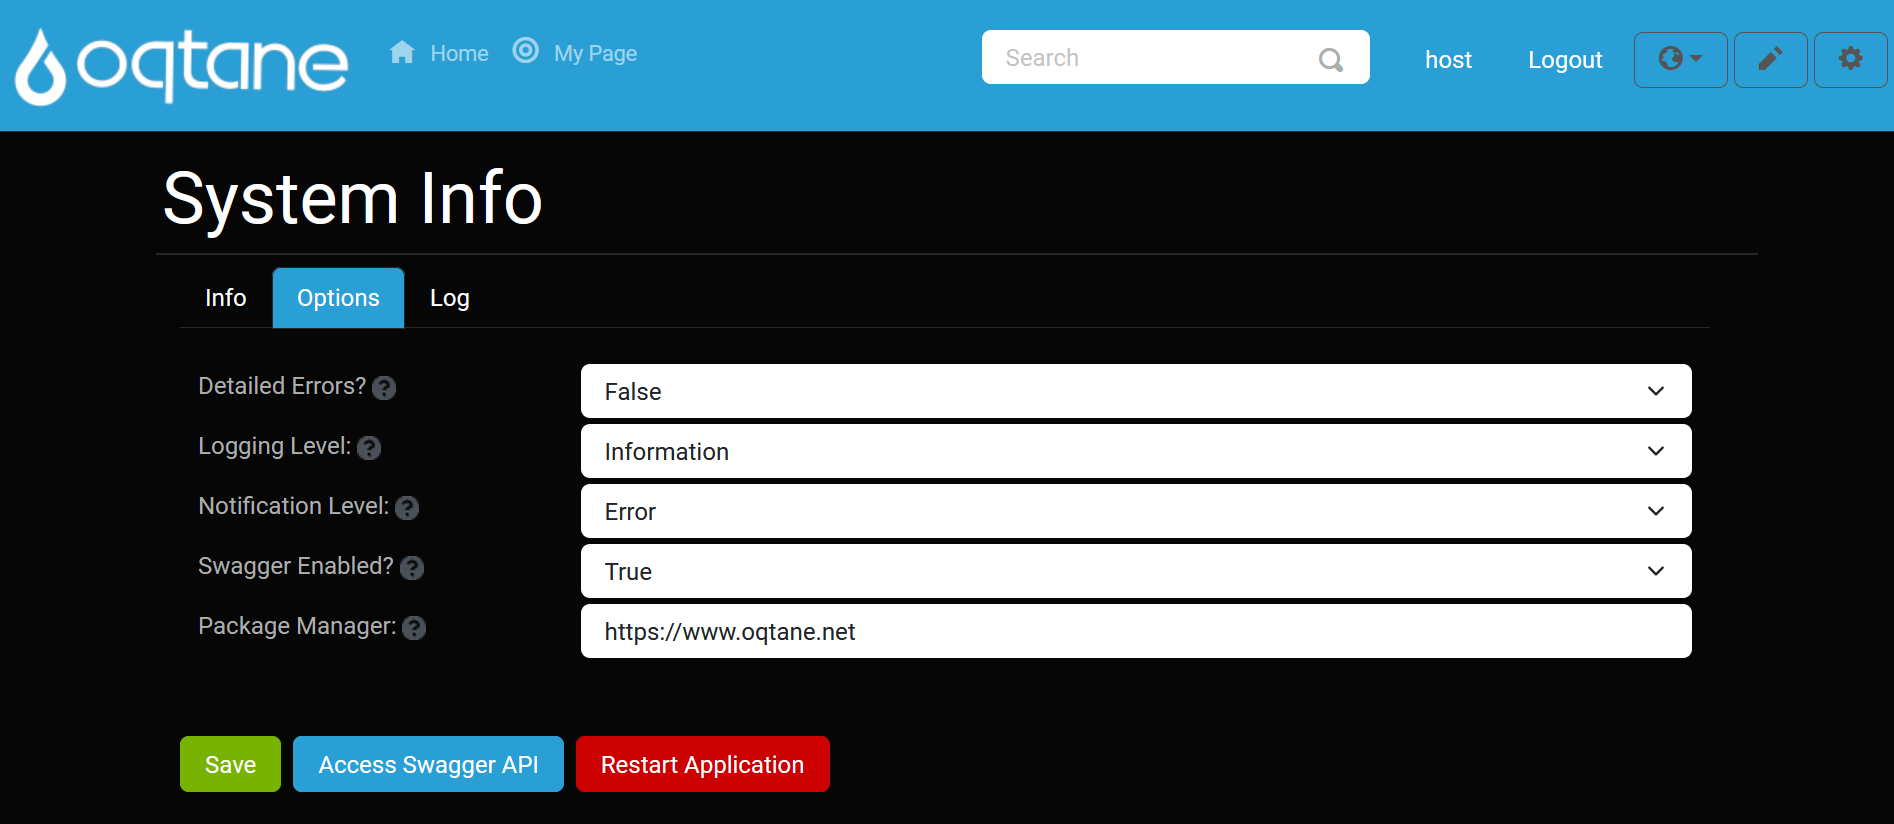 oqtane Home My Page Search host Logout
System Info
Info Options Log
Detailed Errors? False
Logging Level: Information
Notification Level: Error
Swagger Enabled? True
Package Manager: https://www.oqtane.net
Save Access Swagger API Restart Application